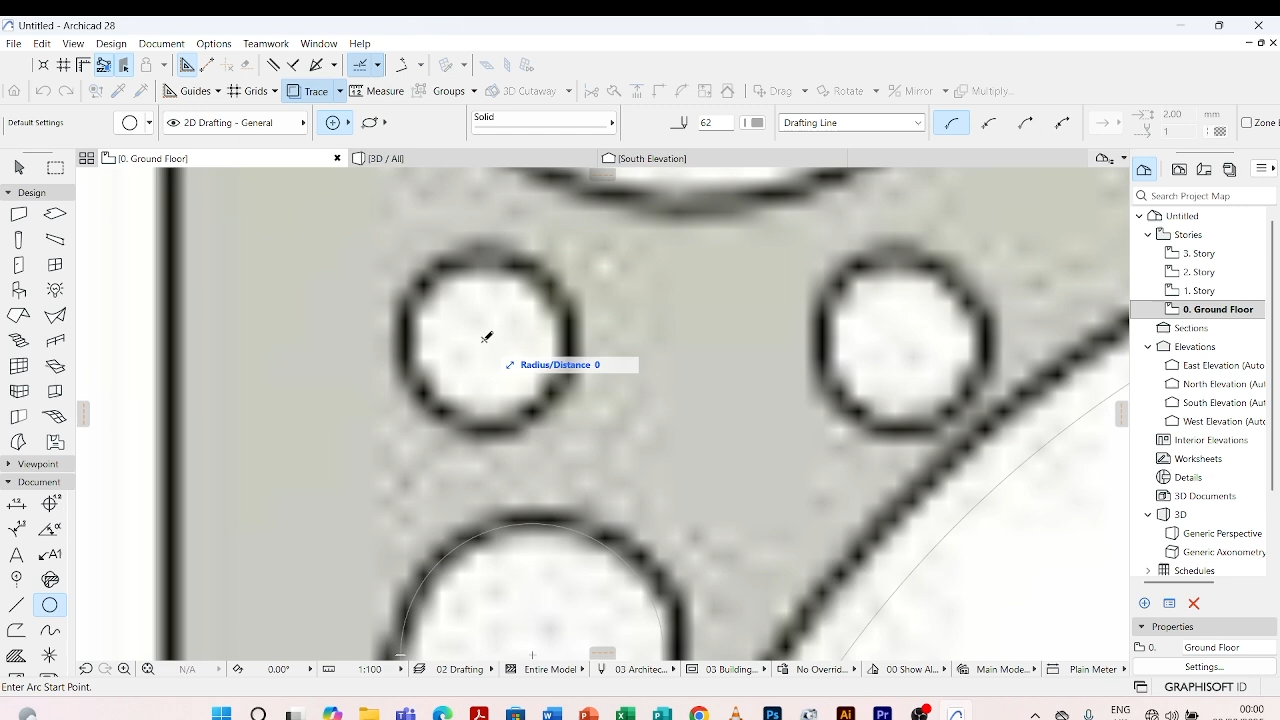 Untitled - Archicad 28
File Edit View Design Document Options Teamwork Window Help
Guides Grids Trace Measure Groups 3D Cutaway Drag Rotate Mirror Multiply...
Default Settings
2D Drafting - General
Solid
62
Drafting Line
2.00 mm
1
Zone
[0. Ground Floor]
[3D / All]
[South Elevation]
Design
Viewpoint
Document
Radius/Distance 0
Search Project Map
Untitled
Stories
3. Story
2. Story
1. Story
0. Ground Floor
Sections
Elevations
East Elevation (Auto
North Elevation (Aut
South Elevation (Aut
West Elevation (Auto
Interior Elevations
Worksheets
Details
3D Documents
3D
Generic Perspective
Generic Axonometry
Schedules
Properties
0. Ground Floor
Settings...
N/A 0.00° 1:100 02 Drafting Entire Model 03 Architec... 03 Building... No Overrid... 00 Show Al... Main Mode... Plain Meter
Enter Arc Start Point.
GRAPHISOFT ID
ENG 00:00